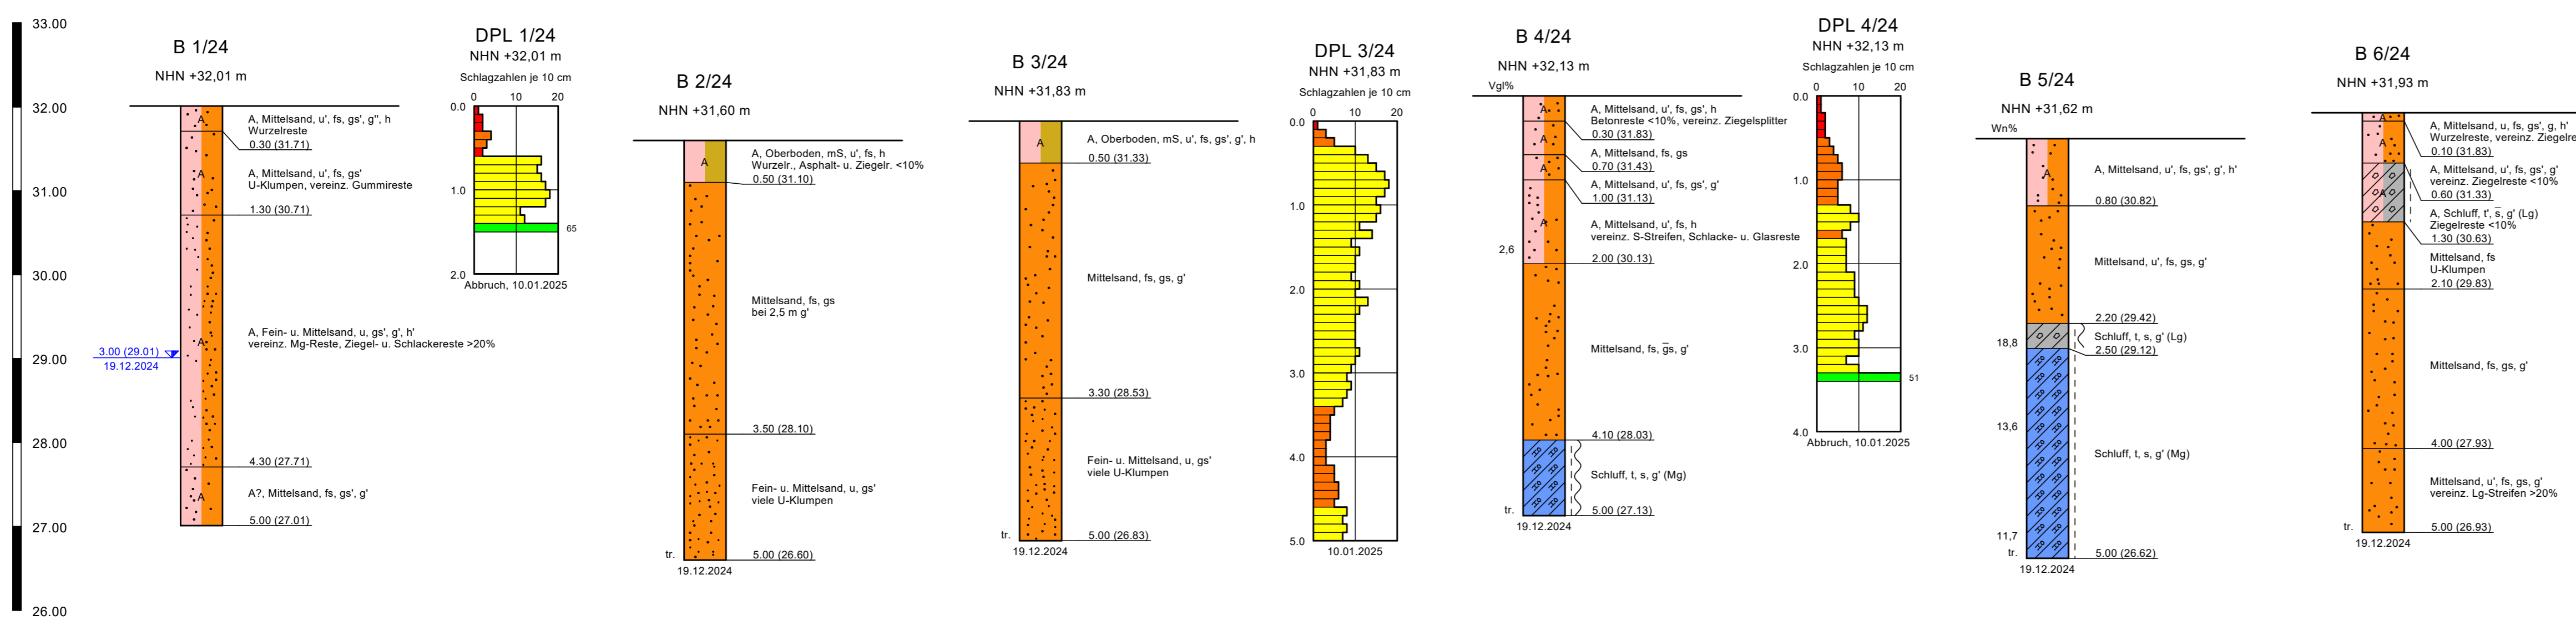 33.00
32.00
31.00
30.00
29.00
28.00
27.00
26.00
B 1/24
NHN +32,01 m
A
A, Mittelsand, u', fs, gs', g'', h
Wurzelreste
0.30 (31.71)
A
A, Mittelsand, u', fs, gs'
U-Klumpen, vereinz. Gummireste
1.30 (30.71)
A
A, Fein- u. Mittelsand, u, gs', g', h'
vereinz. Mg-Reste, Ziegel- u. Schlackereste >20%
3.00 (29.01)
19.12.2024
4.30 (27.71)
A
A?, Mittelsand, fs, gs', g'
5.00 (27.01)
DPL 1/24
NHN +32,01 m
Schlagzahlen je 10 cm
0 10 20
0.0
1.0
2.0
65
Abbruch, 10.01.2025
B 2/24
NHN +31,60 m
A
A, Oberboden, mS, u', fs, h
Wurzelr., Asphalt- u. Ziegelr. <10%
0.50 (31.10)
Mittelsand, fs, gs
bei 2,5 m g'
3.50 (28.10)
Fein- u. Mittelsand, u, gs'
viele U-Klumpen
tr.
5.00 (26.60)
19.12.2024
B 3/24
NHN +31,83 m
A
A, Oberboden, mS, u', fs, gs', g', h
0.50 (31.33)
Mittelsand, fs, gs, g'
3.30 (28.53)
Fein- u. Mittelsand, u, gs'
viele U-Klumpen
tr.
5.00 (26.83)
19.12.2024
DPL 3/24
NHN +31,83 m
Schlagzahlen je 10 cm
0 10 20
0.0
1.0
2.0
3.0
4.0
5.0
10.01.2025
B 4/24
NHN +32,13 m
Vgl%
A
A, Mittelsand, u', fs, gs', g', h
Betonreste <10%, vereinz. Ziegelsplitter
0.30 (31.83)
A
A, Mittelsand, fs, gs
0.70 (31.43)
A
A, Mittelsand, u', fs, gs', g'
1.00 (31.13)
A
A, Mittelsand, u', fs, h
vereinz. S-Streifen, Schlacke- u. Glasreste
2,6
2.00 (30.13)
Mittelsand, fs, g̅s, g'
4.10 (28.03)
Schluff, t, s, g' (Mg)
tr.
5.00 (27.13)
19.12.2024
DPL 4/24
NHN +32,13 m
Schlagzahlen je 10 cm
0 10 20
0.0
1.0
2.0
3.0
4.0
51
Abbruch, 10.01.2025
B 5/24
NHN +31,62 m
Wn%
A
A, Mittelsand, u', fs, gs', g', h'
0.80 (30.82)
Mittelsand, u', fs, gs, g'
2.20 (29.42)
18,8
Schluff, t, s, g' (Lg)
2.50 (29.12)
13,6
Schluff, t, s, g' (Mg)
11,7
tr.
5.00 (26.62)
19.12.2024
B 6/24
NHN +31,93 m
A
A, Mittelsand, u, fs, gs', g, h'
Wurzelreste, vereinz. Ziegelre
0.10 (31.83)
A
A, Mittelsand, u', fs, gs', g'
vereinz. Ziegelreste <10%
0.60 (31.33)
A
A, Schluff, t', s̅, g' (Lg)
Ziegelreste <10%
1.30 (30.63)
Mittelsand, fs
U-Klumpen
2.10 (29.83)
Mittelsand, fs, gs, g'
4.00 (27.93)
Mittelsand, u', fs, gs, g'
vereinz. Lg-Streifen >20%
tr.
5.00 (26.93)
19.12.2024